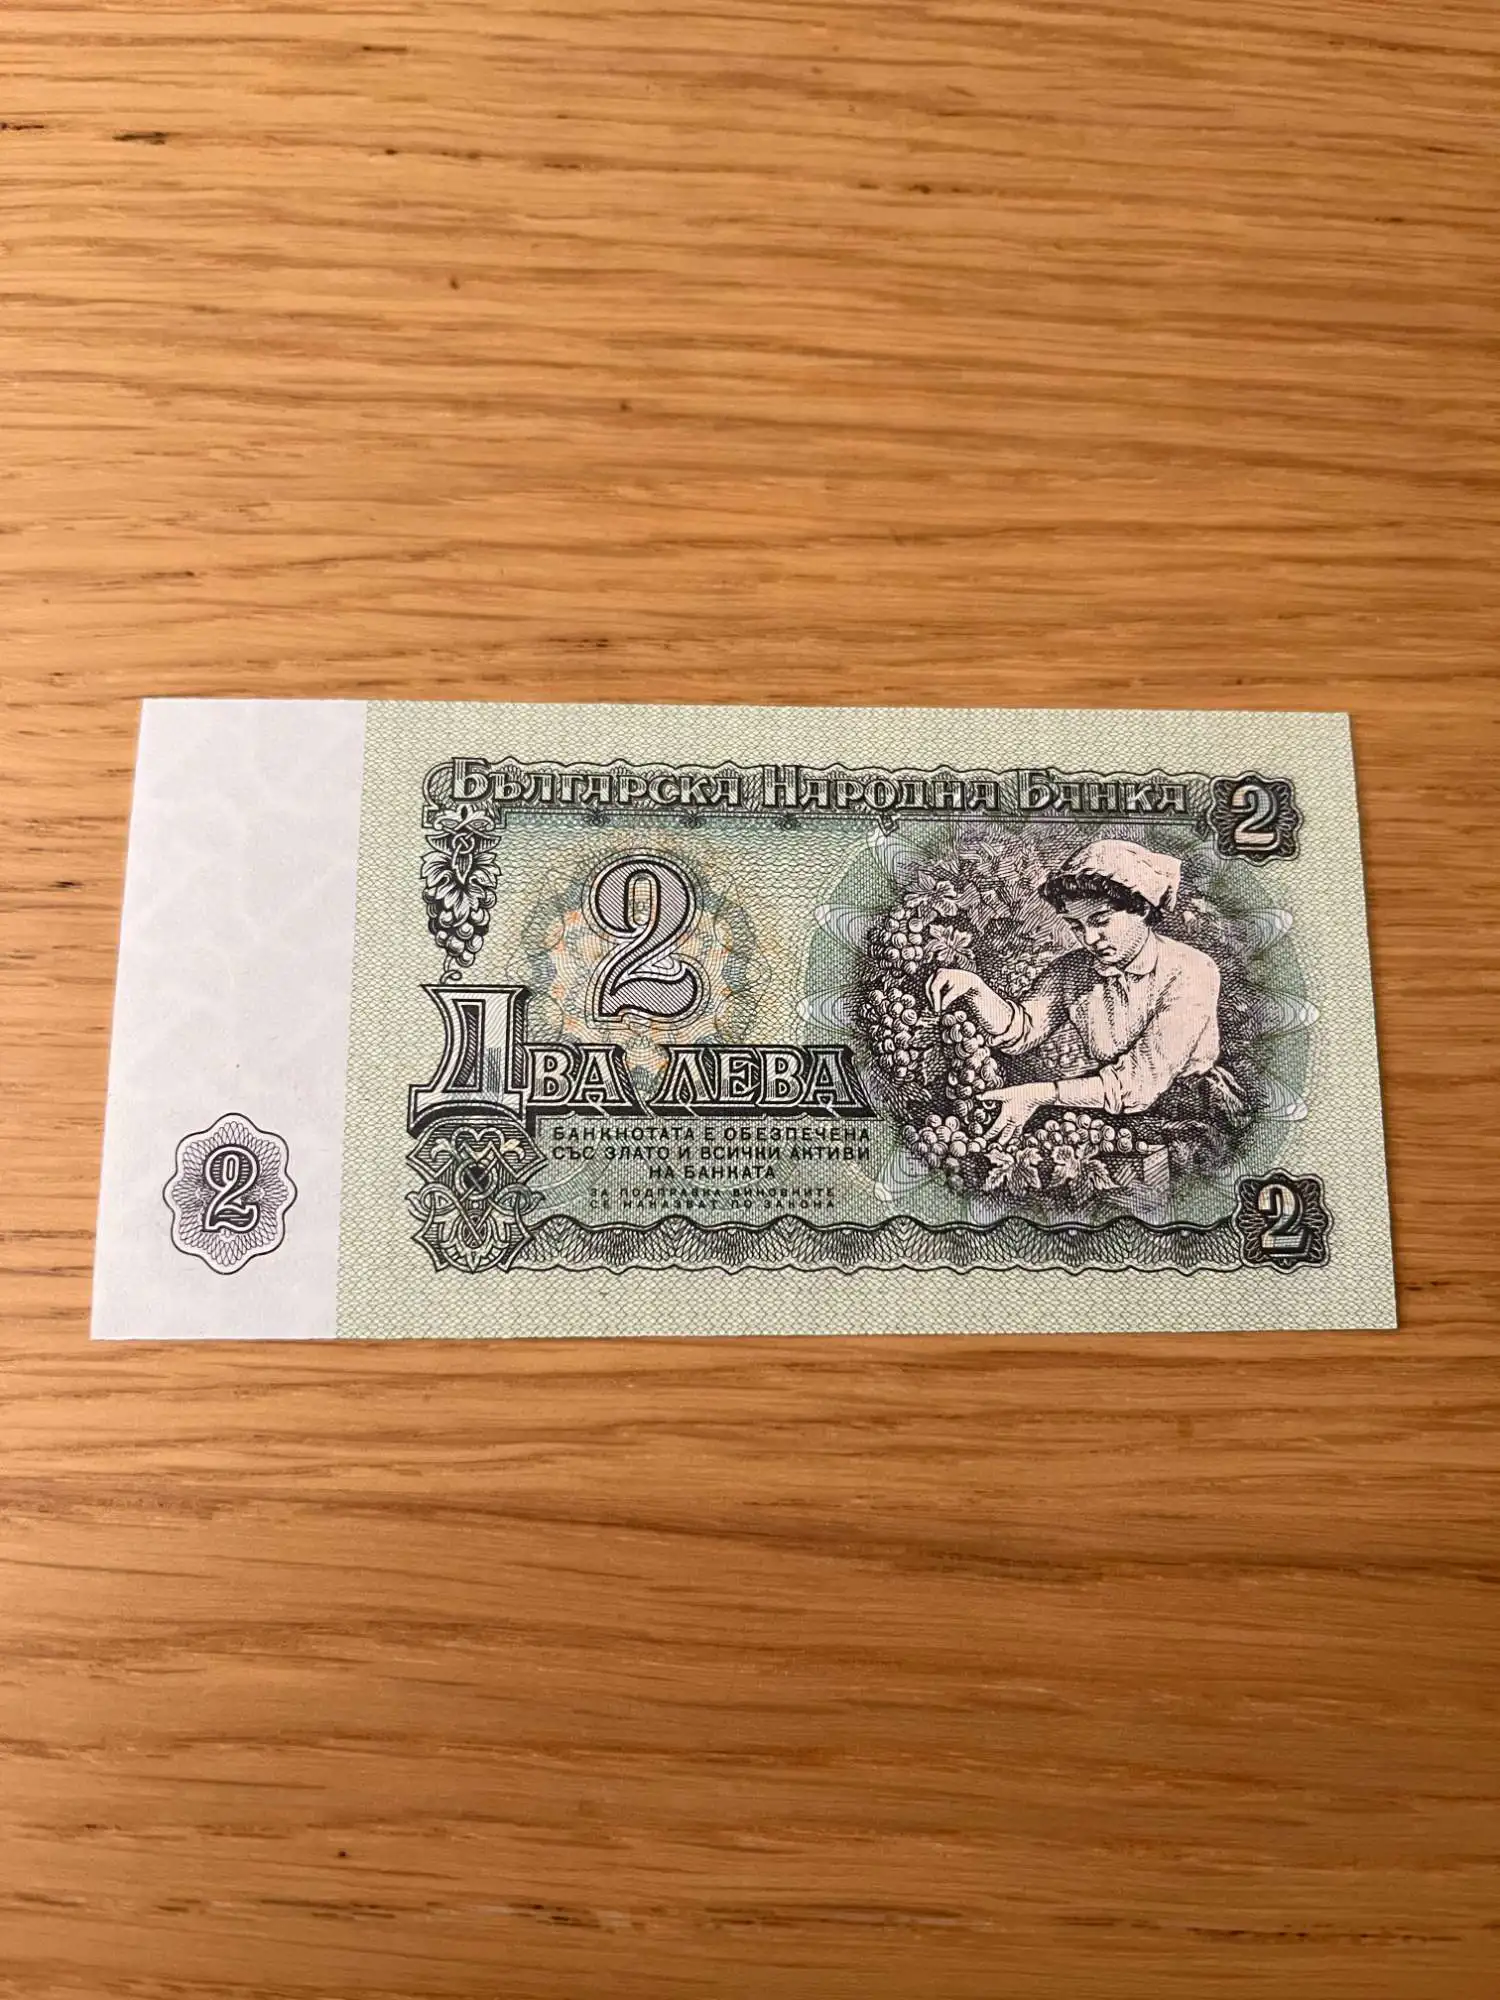 Българска Народна Банка
2
2
Два лева
Банкнотата е обезпечена
със злато и всички активи
на банката
За подправка виновните
се наказват по закона
2
2